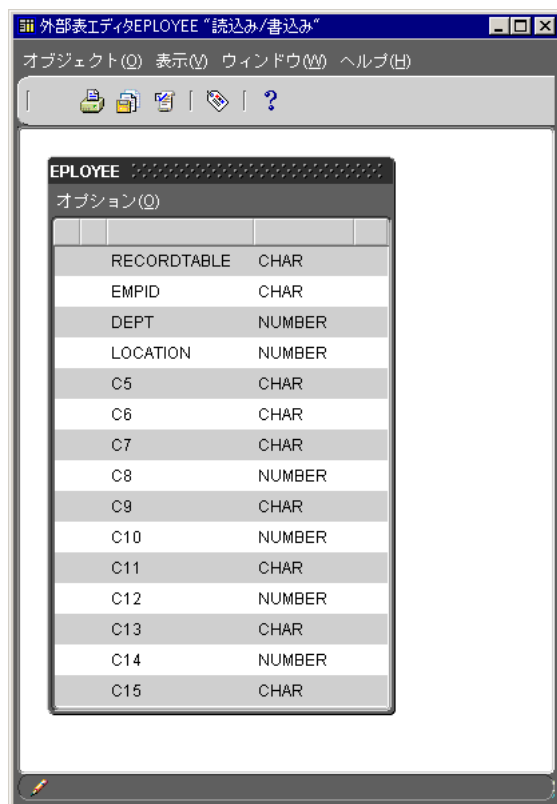 外部表エディタEPLOYEE “読込み/書込み“
オブジェクト(O) 表示(V) ウィンドウ(W) ヘルプ(H)
?
EPLOYEE
オプション(O)
RECORDTABLE CHAR
EMPID CHAR
DEPT NUMBER
LOCATION NUMBER
C5 CHAR
C6 CHAR
C7 CHAR
C8 NUMBER
C9 CHAR
C10 NUMBER
C11 CHAR
C12 NUMBER
C13 CHAR
C14 NUMBER
C15 CHAR